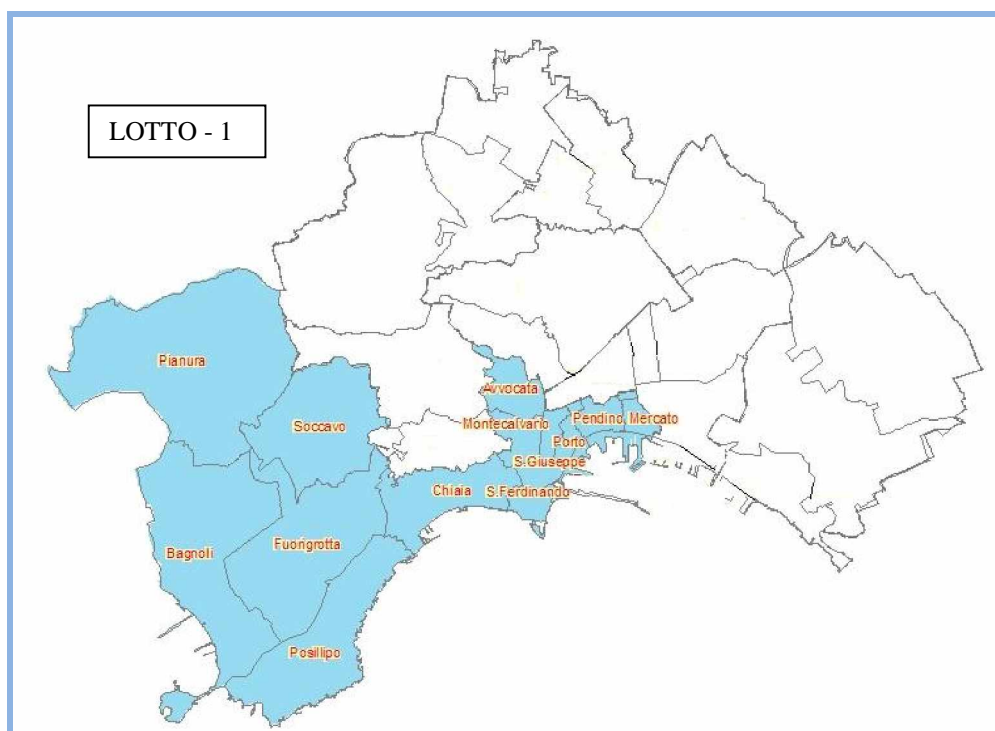 LOTTO - 1
Pianura
Avvocata
Soccavo
Montecalvario
Pendino
Mercato
Porto
S.Giuseppe
Chiaia
S.Ferdinando
Fuorigrotta
Bagnoli
Posillipo